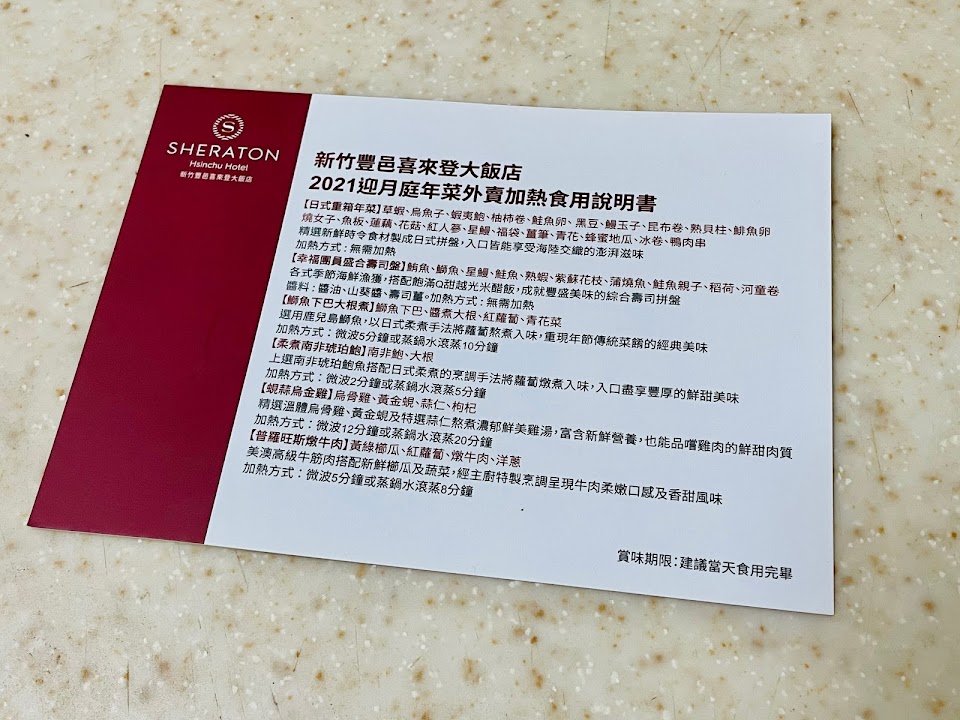 SHERATON
Hsinchu Hotel
新竹豐邑喜來登大飯店
新竹豐邑喜來登大飯店
2021迎月庭年菜外賣加熱食用說明書
【日式重箱年菜】草蝦、烏魚子、蝦夷鮑、柚柿卷、鮭魚卵、黑豆、鰻玉子、昆布卷、熟貝柱、鯡魚卵
燒女子、魚板、蓮藕、花菇、紅人蔘、星鰻、福袋、薑筆、青花、蜂蜜地瓜、冰卷、鴨肉串
精選新鮮時令食材製成日式拼盤，入口皆能享受海陸交織的澎湃滋味
加熱方式：無需加熱
【幸福團員盛合壽司盤】鮪魚、鰤魚、星鰻、鮭魚、熟蝦、紫蘇花枝、蒲燒魚、鮭魚親子、稻荷、河童卷
各式季節海鮮漁獲，搭配飽滿Q甜越光米醋飯，成就豐盛美味的綜合壽司拼盤
醬料：醬油、山葵醬、壽司薑。加熱方式：無需加熱
【鰤魚下巴大根煮】鰤魚下巴、醬煮大根、紅蘿蔔、青花菜
選用鹿兒島鰤魚，以日式柔煮手法將蘿蔔熬煮入味，重現年節傳統菜餚的經典美味
加熱方式：微波5分鐘或蒸鍋水滾蒸10分鐘
【柔煮南非琥珀鮑】南非鮑、大根
上選南非琥珀鮑魚搭配日式柔煮的烹調手法將蘿蔔燉煮入味，入口盡享豐厚的鮮甜美味
加熱方式：微波2分鐘或蒸鍋水滾蒸5分鐘
【蜆蒜烏金雞】烏骨雞、黃金蜆、蒜仁、枸杞
精選溫體烏骨雞、黃金蜆及特選蒜仁熬煮濃郁鮮美雞湯，富含新鮮營養，也能品嚐雞肉的鮮甜肉質
加熱方式：微波12分鐘或蒸鍋水滾蒸20分鐘
【普羅旺斯燉牛肉】黃綠櫛瓜、紅蘿蔔、燉牛肉、洋蔥
美澳高級牛筋肉搭配新鮮櫛瓜及蔬菜，經主廚特製烹調呈現牛肉柔嫩口感及香甜風味
加熱方式：微波5分鐘或蒸鍋水滾蒸8分鐘
賞味期限：建議當天食用完畢